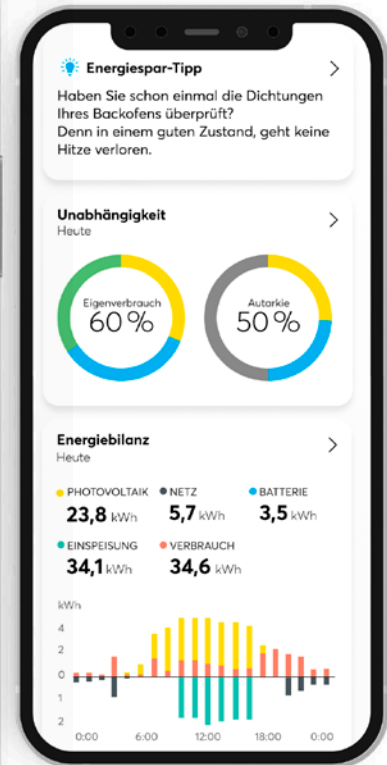 Energiespar-Tipp
Haben Sie schon einmal die Dichtungen
Ihres Backofens überprüft?
Denn in einem guten Zustand, geht keine
Hitze verloren.
Unabhängigkeit
Heute
Eigenverbrauch
60 %
Autarkie
50 %
Energiebilanz
Heute
PHOTOVOLTAIK NETZ BATTERIE
23,8 kWh 5,7 kWh 3,5 kWh
EINSPEISUNG VERBRAUCH
34,1 kWh 34,6 kWh
kWh
4
2
0
1
2
0:00 6:00 12:00 18:00 0:00